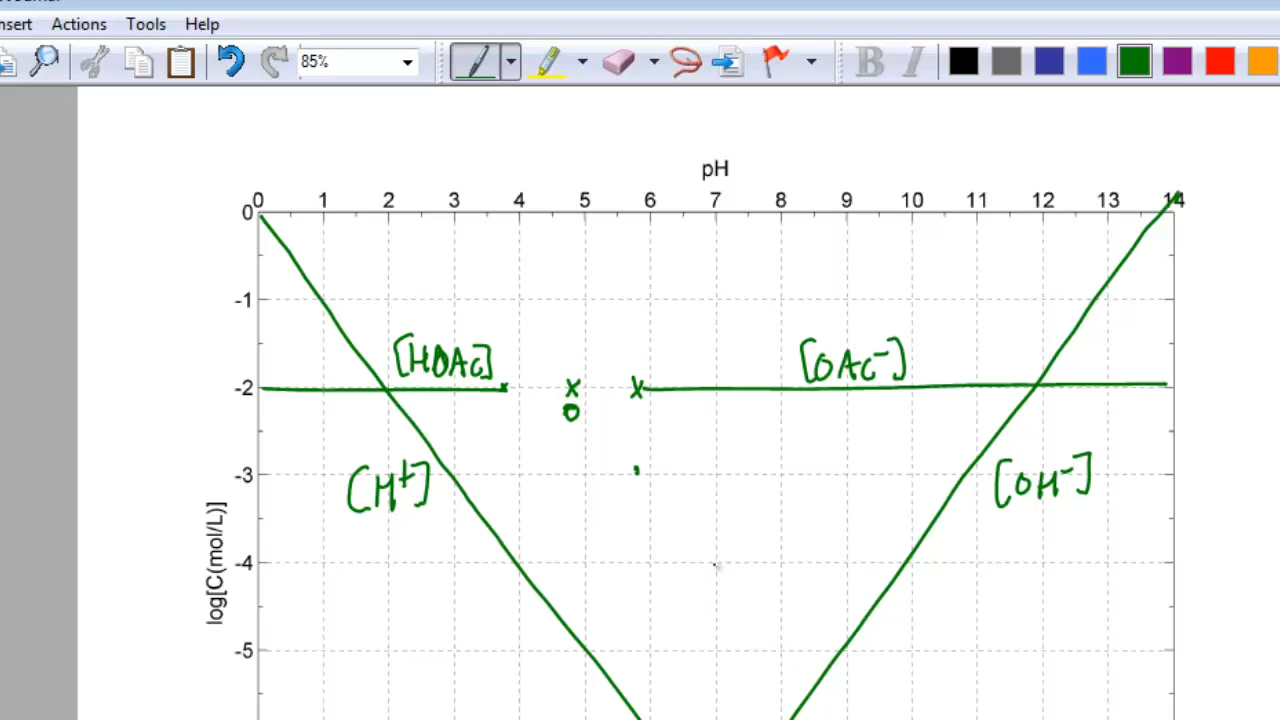 nsert Actions Tools Help
85%
B I
pH
0 1 2 3 4 5 6 7 8 9 10 11 12 13 14
0
-1
[HOAc] [OAc⁻]
-2
-3
[H⁺] [OH⁻]
-4
log[C(mol/L)]
-5